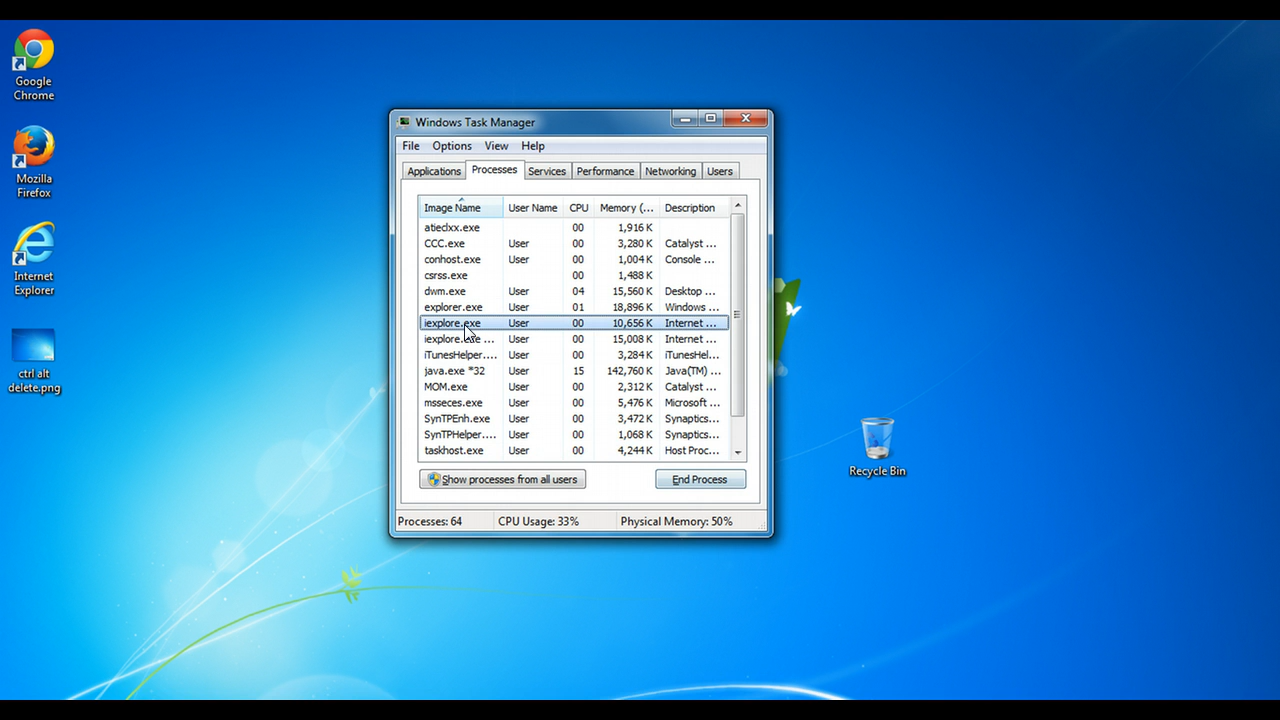 Google
Chrome
Mozilla
Firefox
Internet
Explorer
ctrl alt
delete.png
Windows Task Manager
File Options View Help
Applications Processes Services Performance Networking Users
Image Name User Name CPU Memory (... Description
atieclxx.exe 00 1,916 K
CCC.exe User 00 3,280 K Catalyst ...
conhost.exe User 00 1,004 K Console ...
csrss.exe 00 1,488 K
dwm.exe User 04 15,560 K Desktop ...
explorer.exe User 01 18,896 K Windows ...
iexplore.exe User 00 10,656 K Internet ...
iexplore.exe ... User 00 15,008 K Internet ...
iTunesHelper.... User 00 3,284 K iTunesHel...
java.exe *32 User 15 142,760 K Java(TM) ...
MOM.exe User 00 2,312 K Catalyst ...
msseces.exe User 00 5,476 K Microsoft ...
SynTPEnh.exe User 00 3,472 K Synaptics...
SynTPHelper.... User 00 1,068 K Synaptics...
taskhost.exe User 00 4,244 K Host Proc...
Show processes from all users End Process
Processes: 64 CPU Usage: 33% Physical Memory: 50%
Recycle Bin